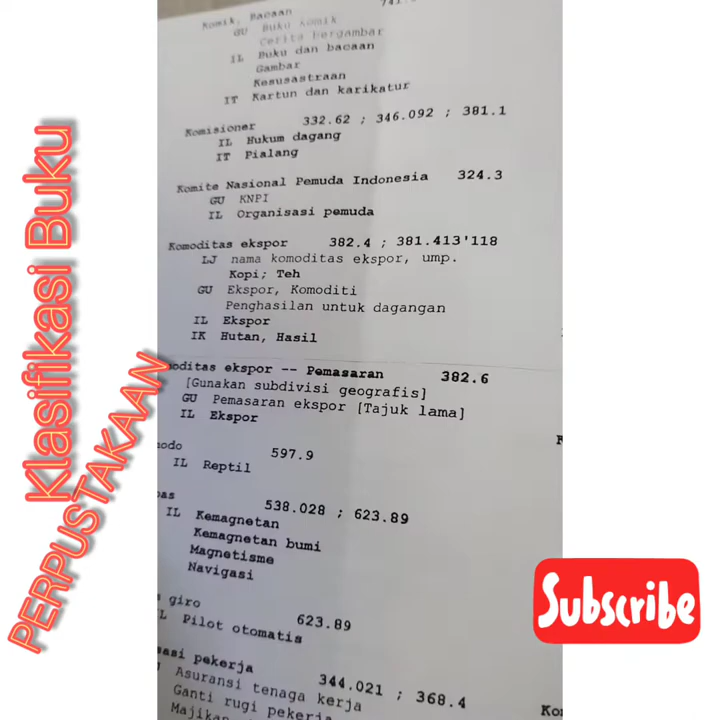 Komik, Bacaan
GU Buku komik
Cerita bergambar
IL Buku dan bacaan
Gambar
Kesusastraan
IT Kartun dan karikatur
Komisioner 332.62 ; 346.092 ; 381.1
IL Hukum dagang
IT Pialang
Komite Nasional Pemuda Indonesia 324.3
GU KNPI
IL Organisasi pemuda
Komoditas ekspor 382.4 ; 381.413'118
LJ nama komoditas ekspor, ump.
Kopi; Teh
GU Ekspor, Komoditi
Penghasilan untuk dagangan
IL Ekspor
IK Hutan, Hasil
moditas ekspor -- Pemasaran 382.6
[Gunakan subdivisi geografis]
GU Pemasaran ekspor [Tajuk lama]
IL Ekspor
modo 597.9
IL Reptil
pas 538.028 ; 623.89
IL Kemagnetan
Kemagnetan bumi
Magnetisme
Navigasi
s giro 623.89
IL Pilot otomatis
sasi pekerja 344.021 ; 368.4
Asuransi tenaga kerja
Ganti rugi pekerja
Majikan
Klasifikasi Buku
PERPUSTAKAAN
Subscribe